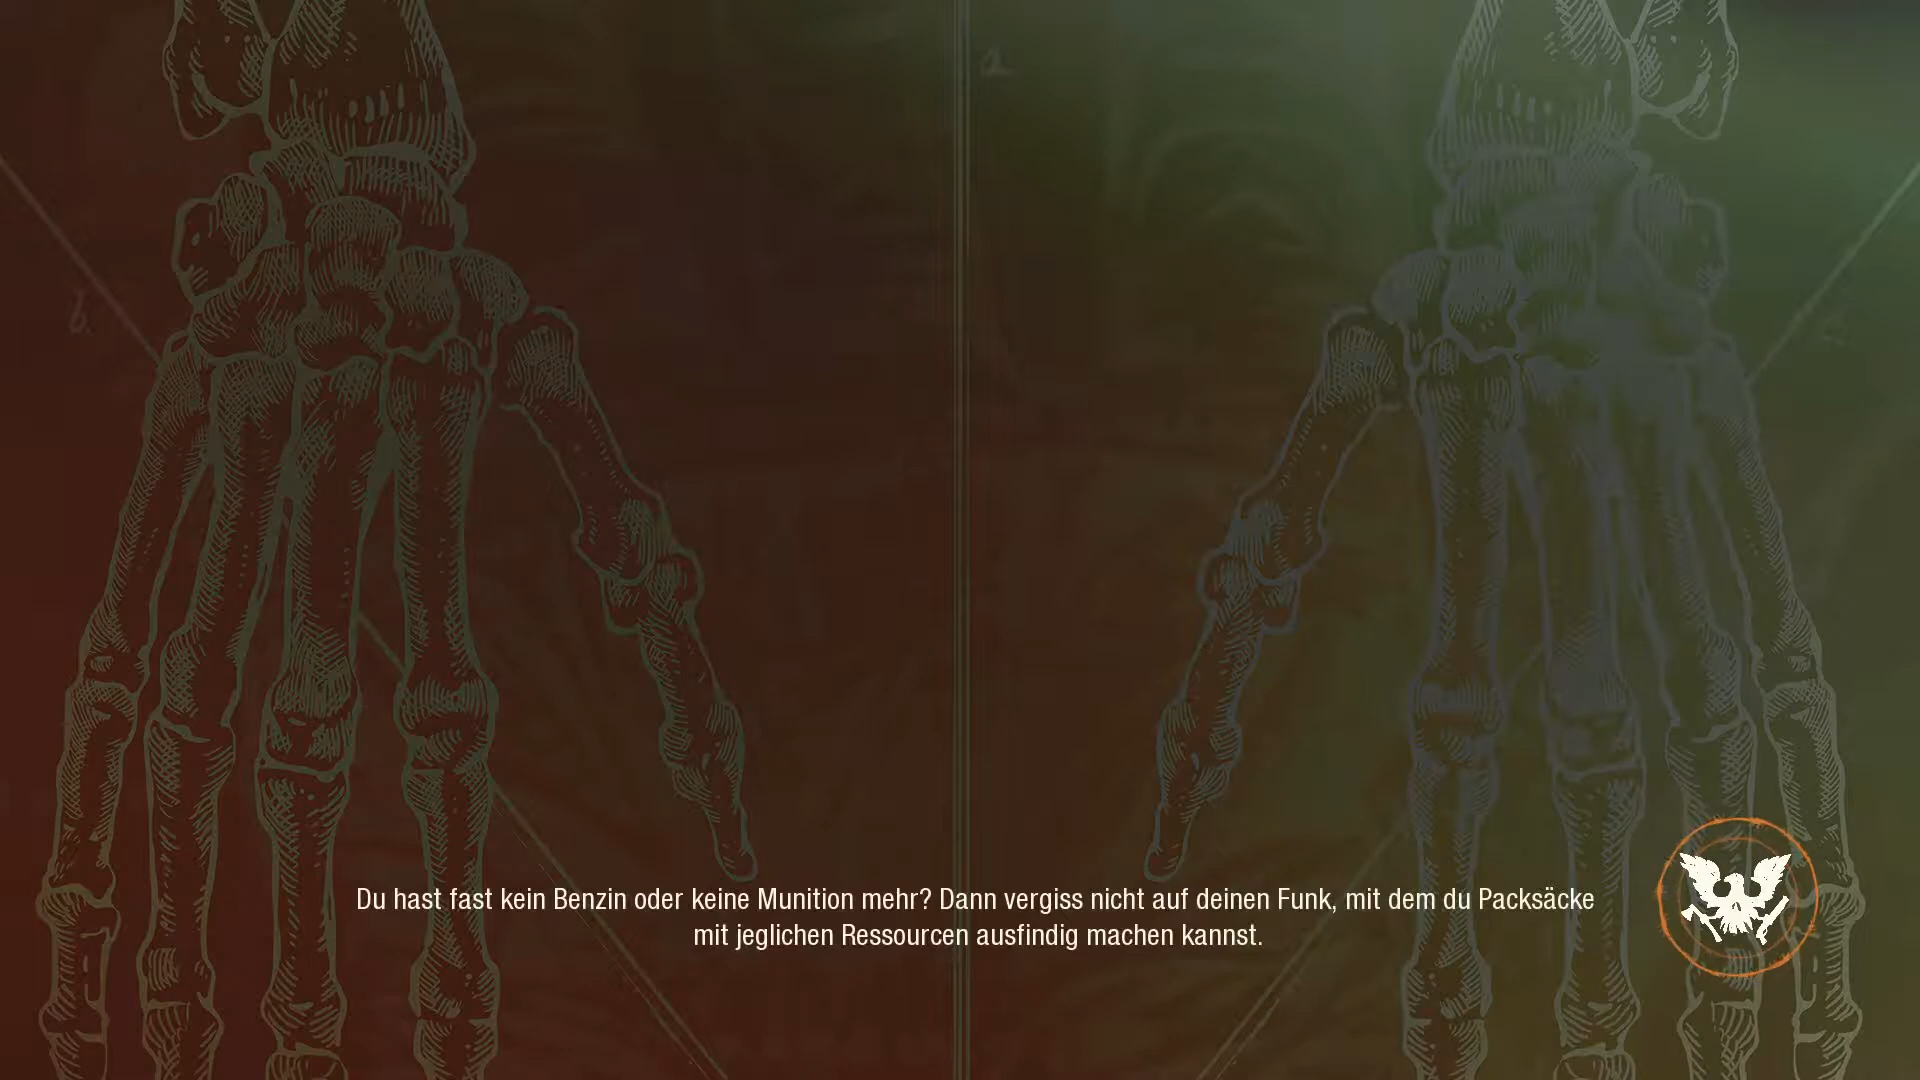 a.
b.
Du hast fast kein Benzin oder keine Munition mehr? Dann vergiss nicht auf deinen Funk, mit dem du Packsäcke
mit jeglichen Ressourcen ausfindig machen kannst.